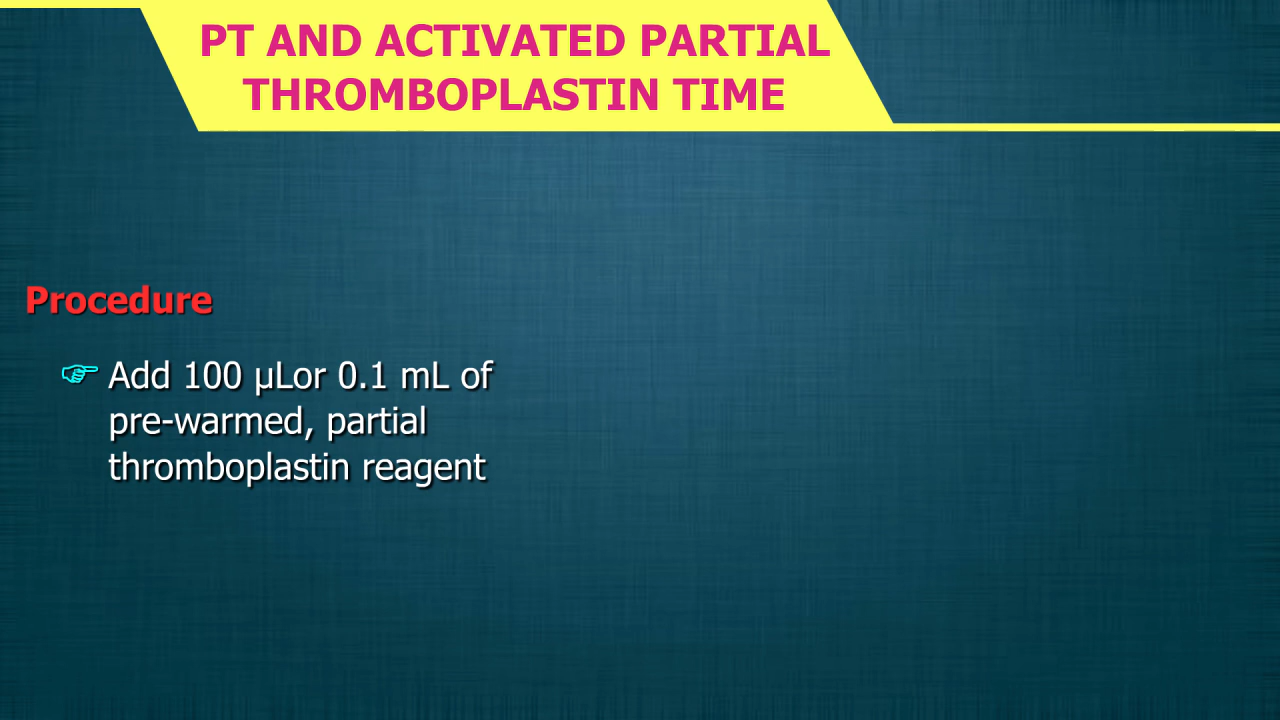 PT AND ACTIVATED PARTIAL
THROMBOPLASTIN TIME
Procedure
☞ Add 100 µLor 0.1 mL of
pre-warmed, partial
thromboplastin reagent